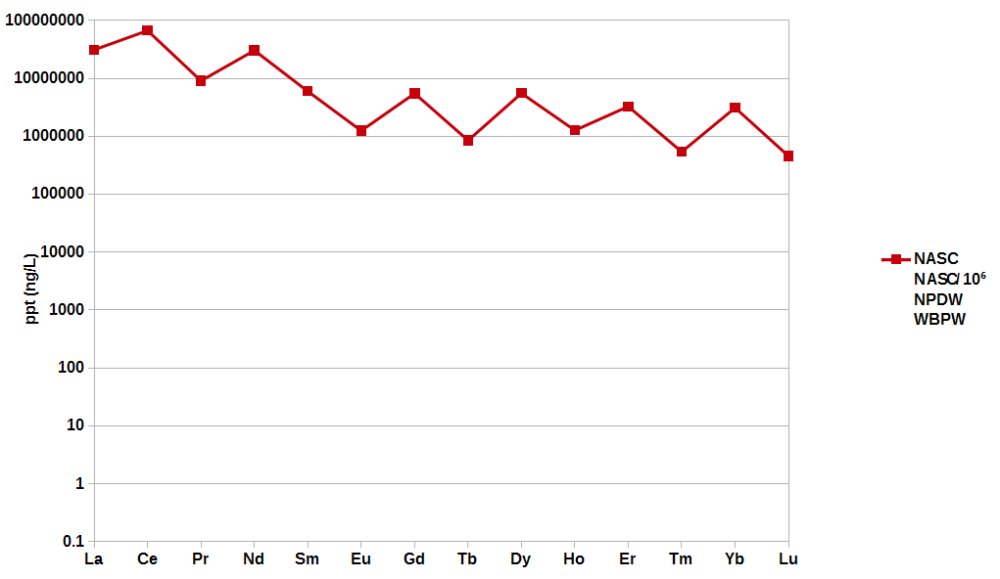 100000000
10000000
1000000
100000
10000
1000
100
10
1
0.1
ppt (ng/L)
La Ce Pr Nd Sm Eu Gd Tb Dy Ho Er Tm Yb Lu
NASC
NASC/ 10⁶
NPDW
WBPW